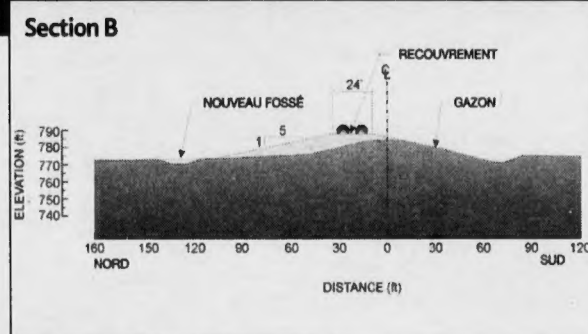 Section B
RECOUVREMENT
℄
24'
NOUVEAU FOSSÉ
GAZON
5
1
ELEVATION (ft)
790
780
770
760
750
740
160 150 120 90 60 30 0 30 60 90 120
NORD SUD
DISTANCE (ft)